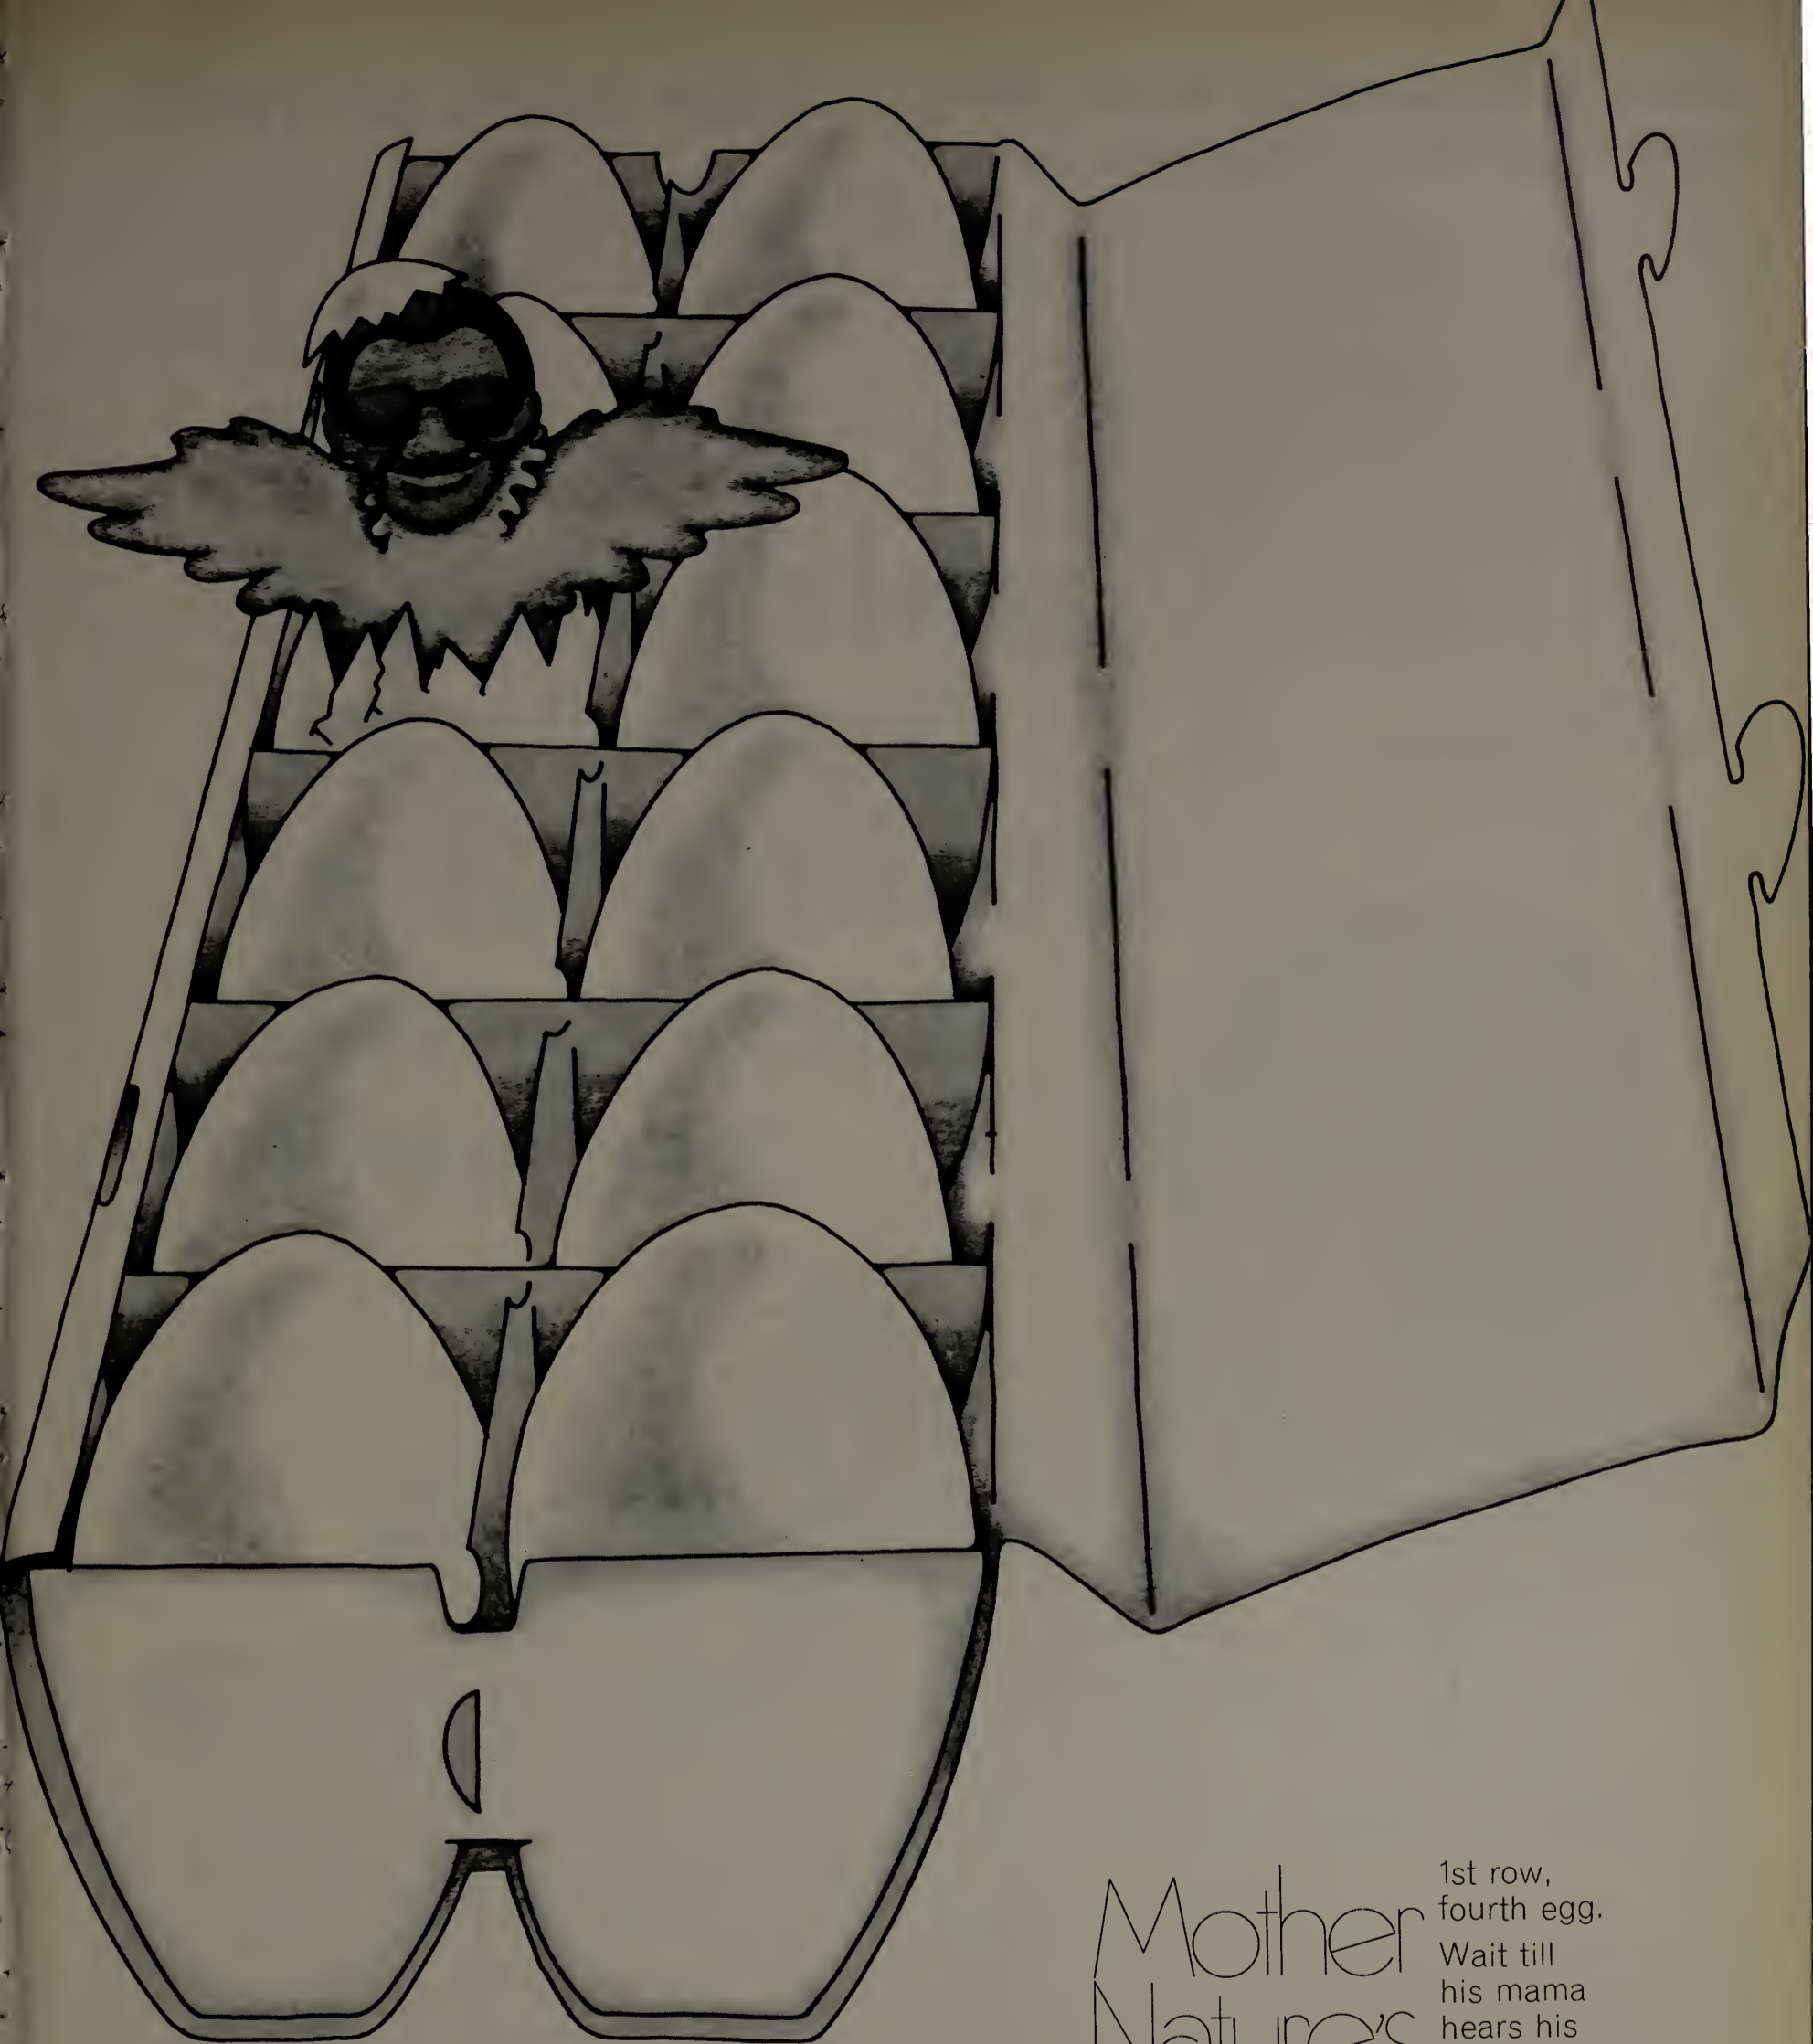 Mother
Nature's
1st row,
fourth egg.
Wait till
his mama
hears his